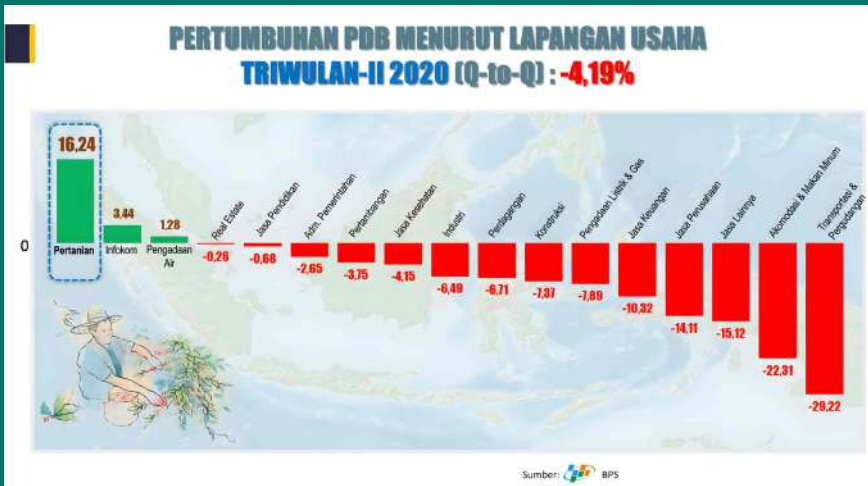 PERTUMBUHAN PDB MENURUT LAPANGAN USAHA
TRIWULAN-II 2020 (Q-to-Q) : -4,19%
16,24
3,44
1,28
0
Pertanian
Infokom
Pengadaan
Air
Real Estate
Jasa Pendidikan
Adm. Pemerintahan
Pertambangan
Jasa Kesehatan
Industri
Perdagangan
Konstruksi
Pengadaan Listrik & Gas
Jasa Keuangan
Jasa Perusahaan
Jasa Lainnya
Akomodasi & Makan Minum
Transportasi &
Pergudangan
-0,26
-0,68
-2,65
-3,75
-4,15
-6,49
-6,71
-7,37
-7,89
-10,32
-14,11
-15,12
-22,31
-29,22
Sumber: BPS